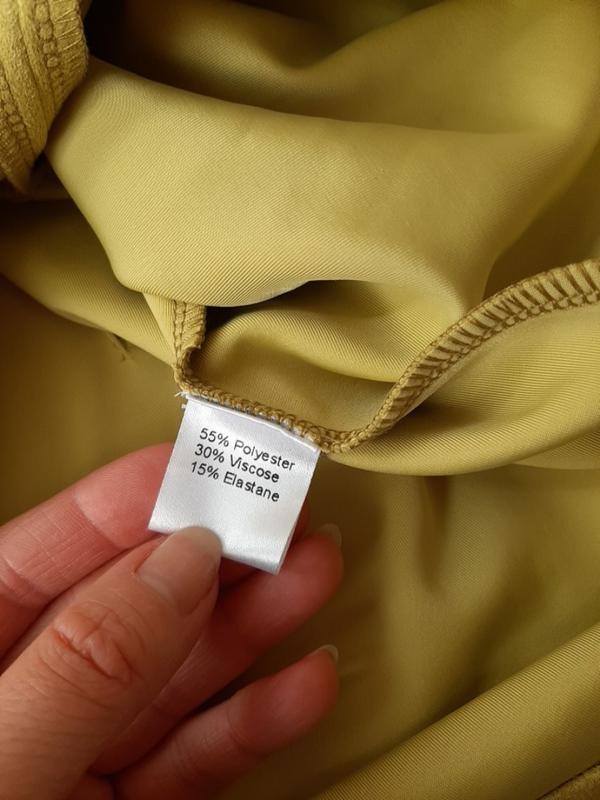 55% Polyester
30% Viscose
15% Elastane